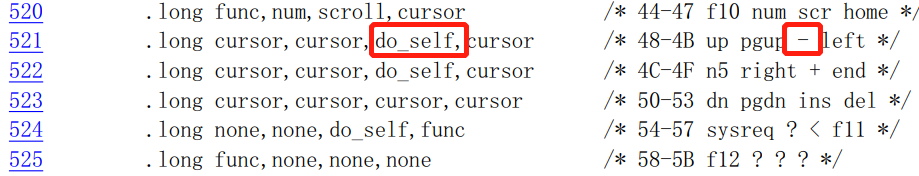 520 .long func,num,scroll,cursor /* 44-47 f10 num scr home */
521 .long cursor,cursor,do_self,cursor /* 48-4B up pgup - left */
522 .long cursor,cursor,do_self,cursor /* 4C-4F n5 right + end */
523 .long cursor,cursor,cursor,cursor /* 50-53 dn pgdn ins del */
524 .long none,none,do_self,func /* 54-57 sysreq ? < f11 */
525 .long func,none,none,none /* 58-5B f12 ? ? ? */